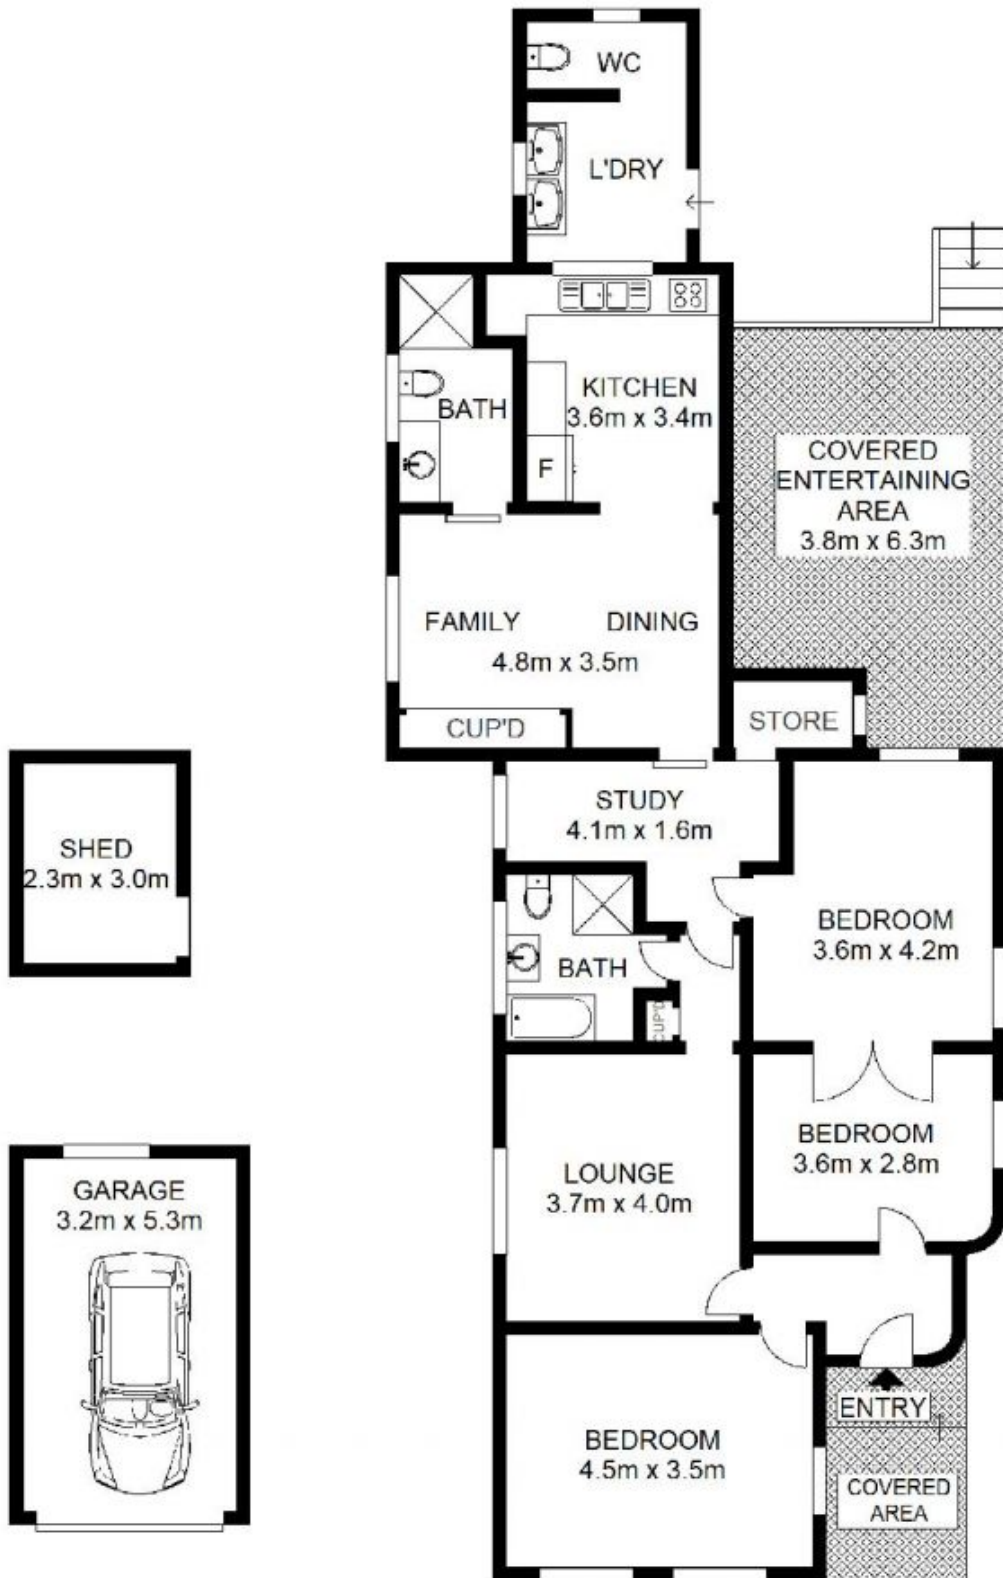 WC
L'DRY
KITCHEN
3.6m x 3.4m
BATH
F
COVERED
ENTERTAINING
AREA
3.8m x 6.3m
FAMILY
DINING
4.8m x 3.5m
CUP'D
STORE
STUDY
4.1m x 1.6m
SHED
2.3m x 3.0m
BEDROOM
3.6m x 4.2m
BATH
CUP'D
BEDROOM
3.6m x 2.8m
LOUNGE
3.7m x 4.0m
GARAGE
3.2m x 5.3m
ENTRY
BEDROOM
4.5m x 3.5m
COVERED
AREA